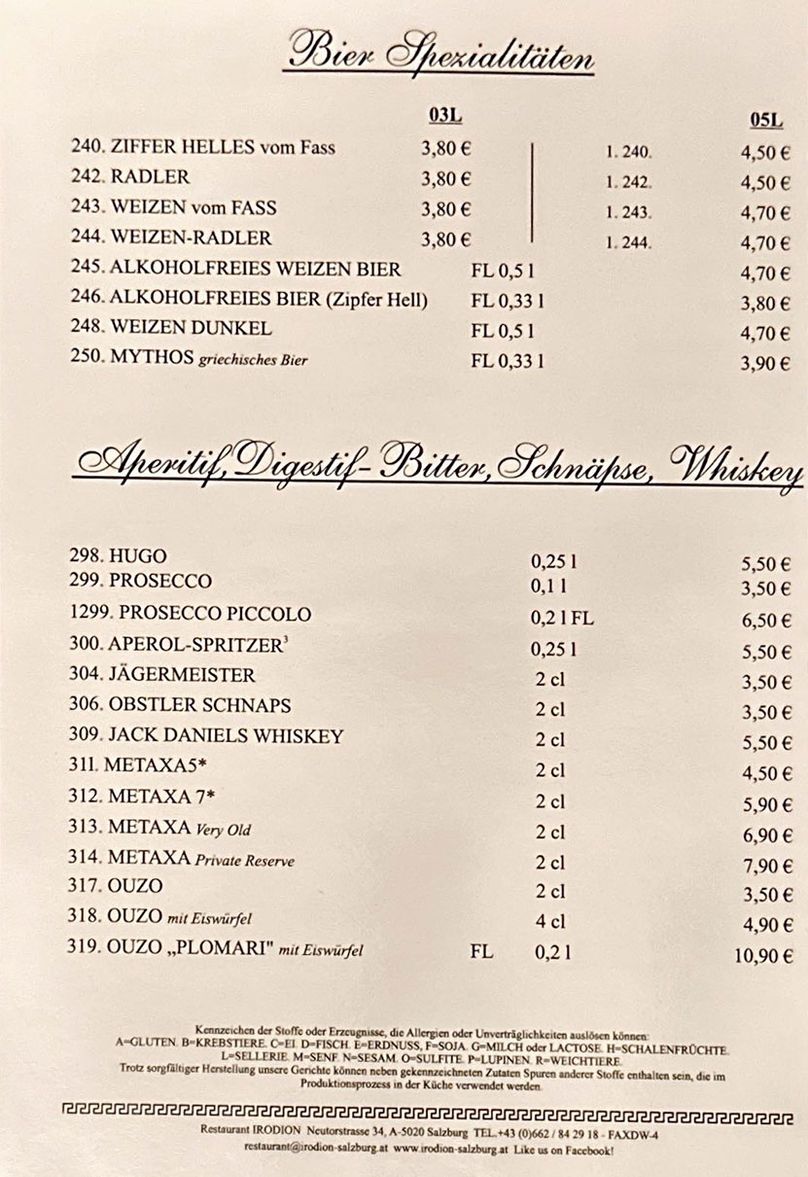 Bier Spezialitäten
03L 05L
240. ZIFFER HELLES vom Fass 3,80 € 1. 240. 4,50 €
242. RADLER 3,80 € 1. 242. 4,50 €
243. WEIZEN vom FASS 3,80 € 1. 243. 4,70 €
244. WEIZEN-RADLER 3,80 € 1. 244. 4,70 €
245. ALKOHOLFREIES WEIZEN BIER FL 0,5 l 4,70 €
246. ALKOHOLFREIES BIER (Zipfer Hell) FL 0,33 l 3,80 €
248. WEIZEN DUNKEL FL 0,5 l 4,70 €
250. MYTHOS griechisches Bier FL 0,33 l 3,90 €
Aperitif, Digestif- Bitter, Schnäpse, Whiskey
298. HUGO 0,25 l 5,50 €
299. PROSECCO 0,1 l 3,50 €
1299. PROSECCO PICCOLO 0,2 l FL 6,50 €
300. APEROL-SPRITZER³ 0,25 l 5,50 €
304. JÄGERMEISTER 2 cl 3,50 €
306. OBSTLER SCHNAPS 2 cl 3,50 €
309. JACK DANIELS WHISKEY 2 cl 5,50 €
311. METAXA5* 2 cl 4,50 €
312. METAXA 7* 2 cl 5,90 €
313. METAXA Very Old 2 cl 6,90 €
314. METAXA Private Reserve 2 cl 7,90 €
317. OUZO 2 cl 3,50 €
318. OUZO mit Eiswürfel 4 cl 4,90 €
319. OUZO „PLOMARI" mit Eiswürfel FL 0,2 l 10,90 €
Kennzeichen der Stoffe oder Erzeugnisse, die Allergien oder Unverträglichkeiten auslösen können:
A=GLUTEN. B=KREBSTIERE. C=EI. D=FISCH. E=ERDNUSS, F=SOJA. G=MILCH oder LACTOSE. H=SCHALENFRÜCHTE.
L=SELLERIE. M=SENF. N=SESAM. O=SULFITE. P=LUPINEN. R=WEICHTIERE.
Trotz sorgfältiger Herstellung unsere Gerichte können neben gekennzeichneten Zutaten Spuren anderer Stoffe enthalten sein, die im
Produktionsprozess in der Küche verwendet werden.
Restaurant IRODION Neutorstrasse 34, A-5020 Salzburg TEL.+43 (0)662 / 84 29 18 - FAXDW-4
restaurant@irodion-salzburg.at www.irodion-salzburg.at Like us on Facebook!